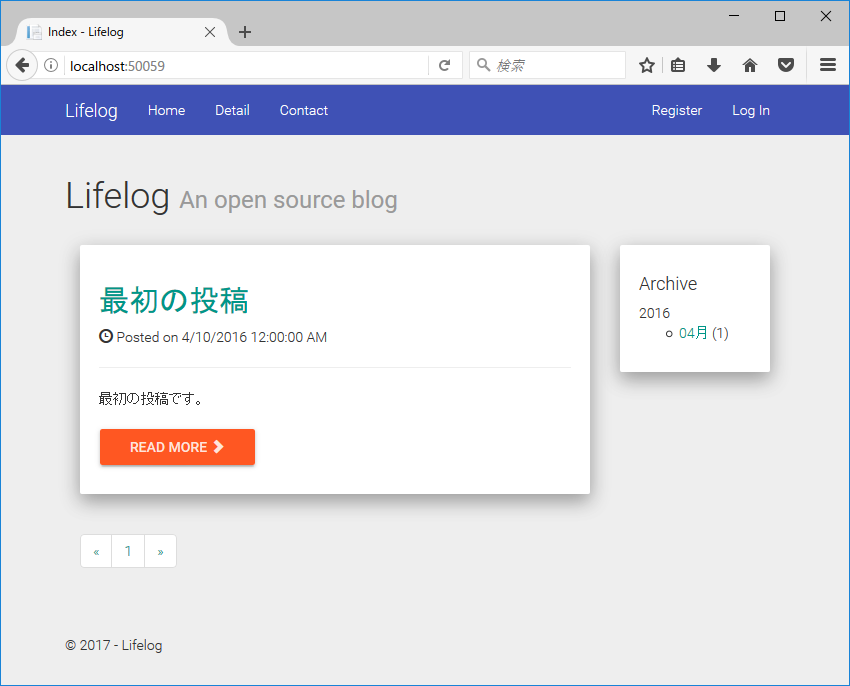 Index - Lifelog
localhost:50059
検索
Lifelog Home Detail Contact Register Log In
Lifelog An open source blog
最初の投稿
Posted on 4/10/2016 12:00:00 AM
最初の投稿です。
READ MORE
Archive
2016
04月 (1)
« 1 »
© 2017 - Lifelog